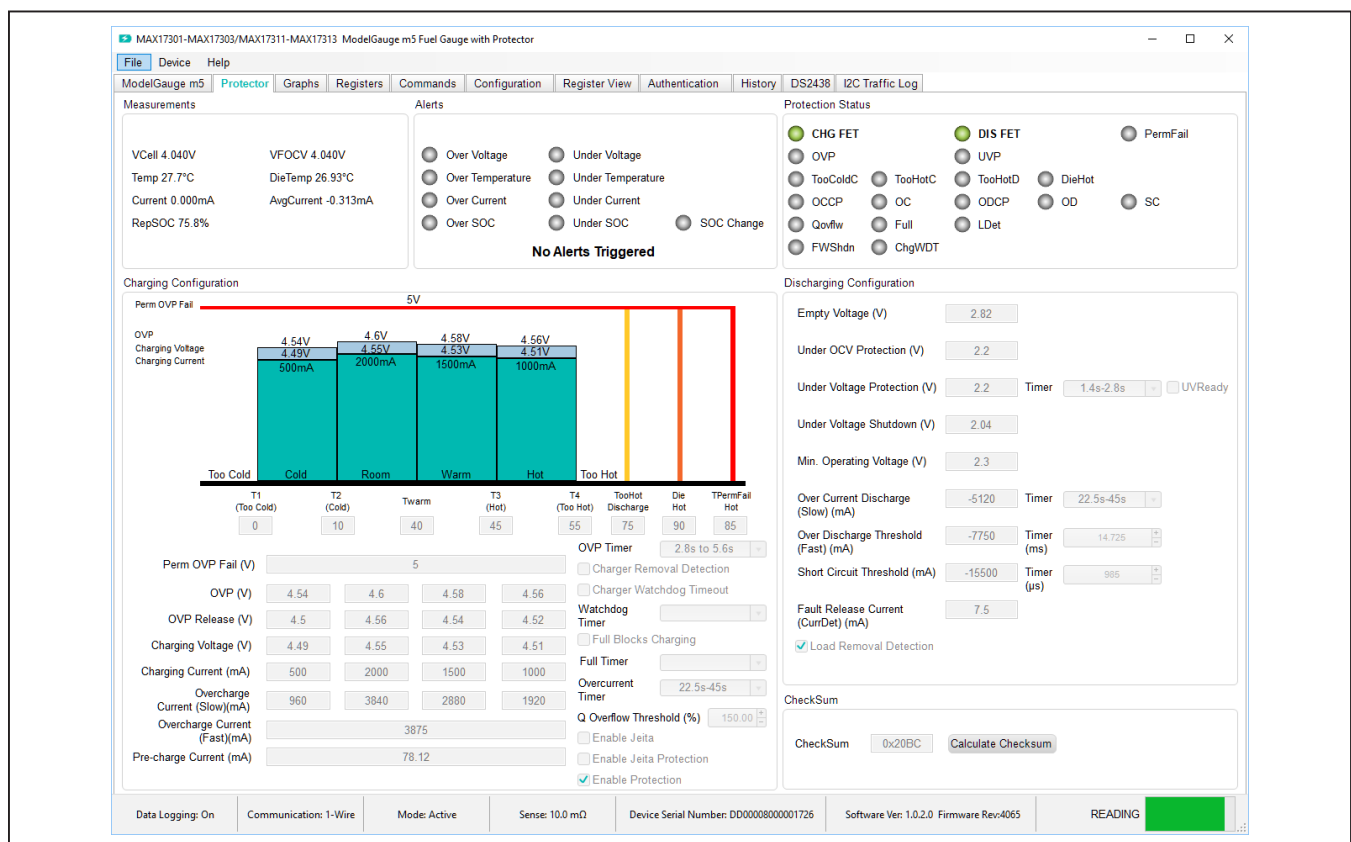 MAX17301-MAX17303/MAX17311-MAX17313 ModelGauge m5 Fuel Gauge with Protector
File Device Help
ModelGauge m5 Protector Graphs Registers Commands Configuration Register View Authentication History DS2438 I2C Traffic Log
Measurements
VCell 4.040V VFOCV 4.040V
Temp 27.7°C DieTemp 26.93°C
Current 0.000mA AvgCurrent -0.313mA
RepSOC 75.8%
Alerts
Over Voltage Under Voltage
Over Temperature Under Temperature
Over Current Under Current
Over SOC Under SOC SOC Change
No Alerts Triggered
Protection Status
CHG FET DIS FET PermFail
OVP UVP
TooColdC TooHotC TooHotD DieHot
OCCP OC ODCP OD SC
Qovflw Full LDet
FWShdn ChgWDT
Charging Configuration
Perm OVP Fail 5V
OVP 4.54V 4.6V 4.58V 4.56V
Charging Voltage 4.49V 4.55V 4.53V 4.51V
Charging Current 500mA 2000mA 1500mA 1000mA
Too Cold Cold Room Warm Hot Too Hot
T1 (Too Cold) T2 (Cold) Twarm T3 (Hot) T4 (Too Hot) TooHot Discharge Die Hot TPermFail Hot
0 10 40 45 55 75 90 85
Perm OVP Fail (V) 5
OVP (V) 4.54 4.6 4.58 4.56
OVP Release (V) 4.5 4.56 4.54 4.52
Charging Voltage (V) 4.49 4.55 4.53 4.51
Charging Current (mA) 500 2000 1500 1000
Overcharge
Current (Slow)(mA) 960 3840 2880 1920
Overcharge Current
(Fast)(mA) 3875
Pre-charge Current (mA) 78.12
OVP Timer 2.8s to 5.6s
Charger Removal Detection
Charger Watchdog Timeout
Watchdog
Timer
Full Blocks Charging
Full Timer
Overcurrent
Timer 22.5s-45s
Q Overflow Threshold (%) 150.00
Enable Jeita
Enable Jeita Protection
Enable Protection
Discharging Configuration
Empty Voltage (V) 2.82
Under OCV Protection (V) 2.2
Under Voltage Protection (V) 2.2 Timer 1.4s-2.8s UVReady
Under Voltage Shutdown (V) 2.04
Min. Operating Voltage (V) 2.3
Over Current Discharge
(Slow) (mA) -5120 Timer 22.5s-45s
Over Discharge Threshold
(Fast) (mA) -7750 Timer (ms) 14.725
Short Circuit Threshold (mA) -15500 Timer (µs) 985
Fault Release Current
(CurrDet) (mA) 7.5
Load Removal Detection
CheckSum
CheckSum 0x20BC Calculate Checksum
Data Logging: On Communication: 1-Wire Mode: Active Sense: 10.0 mΩ Device Serial Number: DD00008000001726 Software Ver: 1.0.2.0 Firmware Rev:4065 READING